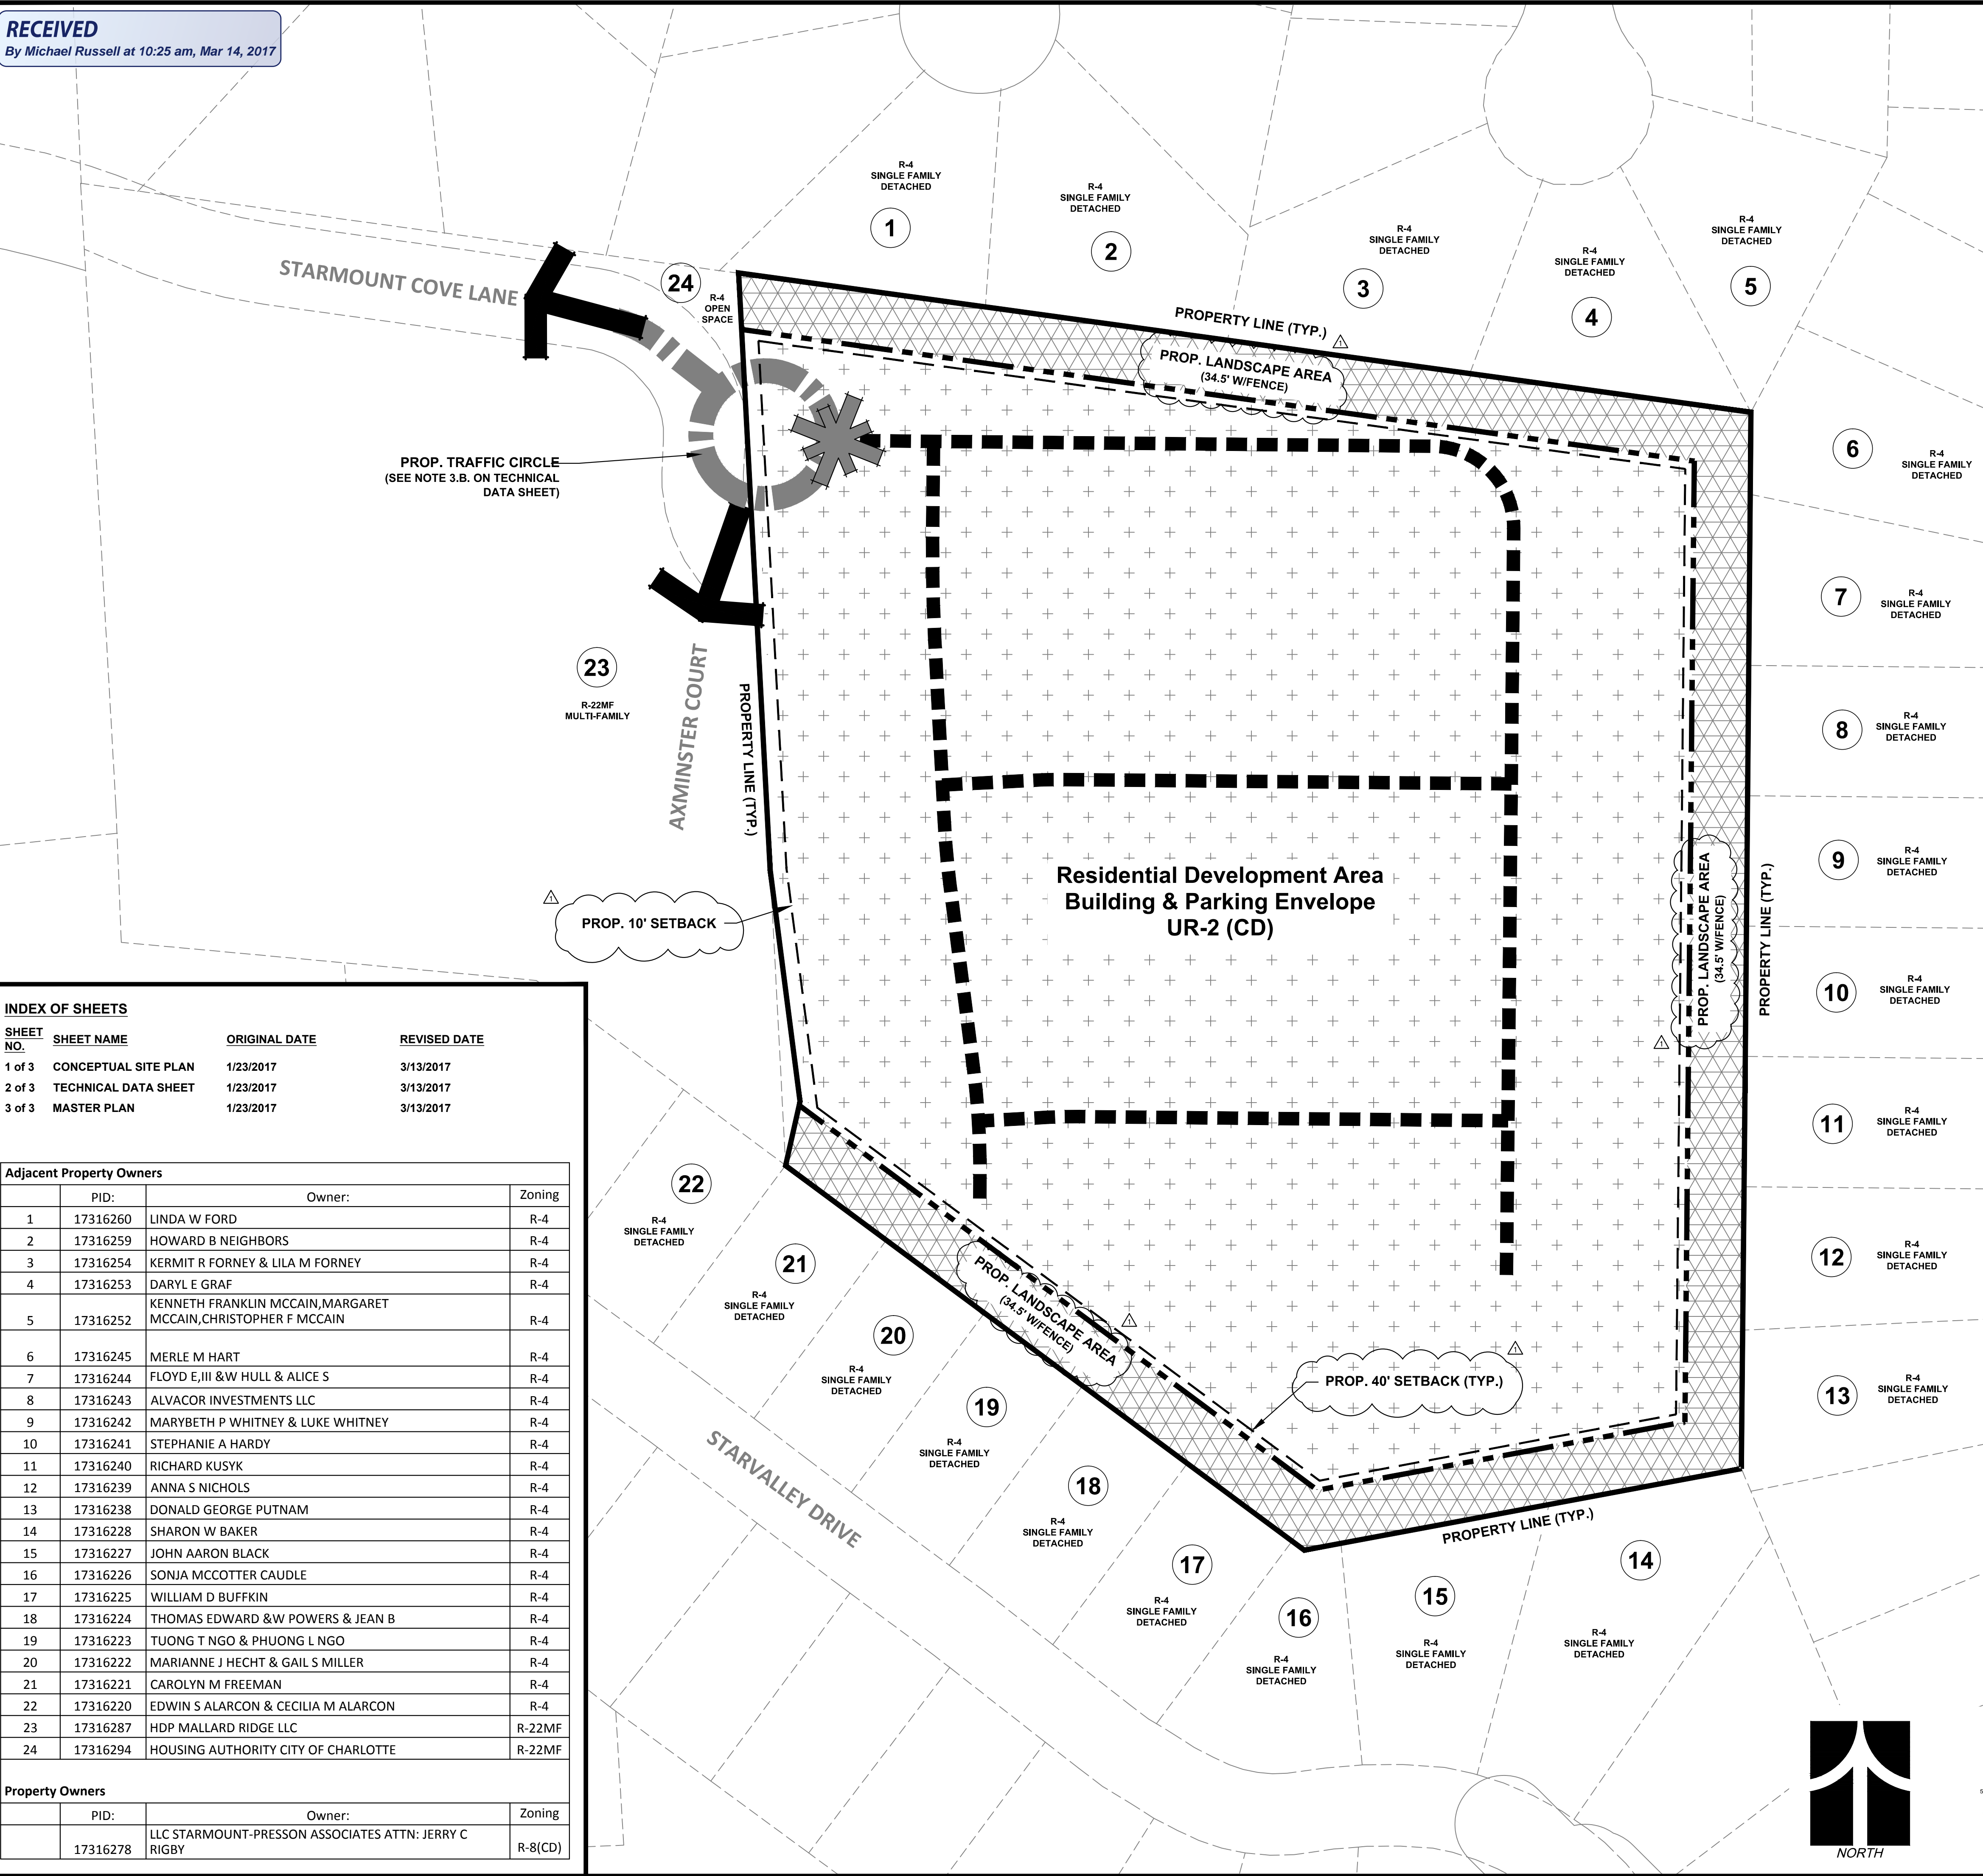 RECEIVED
By Michael Russell at 10:25 am, Mar 14, 2017
R-4
SINGLE FAMILY
DETACHED
1
R-4
SINGLE FAMILY
DETACHED
2
R-4
SINGLE FAMILY
DETACHED
3
R-4
SINGLE FAMILY
DETACHED
4
R-4
SINGLE FAMILY
DETACHED
5
STARMOUNT COVE LANE
24
R-4
OPEN
SPACE
PROPERTY LINE (TYP.)
1
PROP. LANDSCAPE AREA
(34.5' W/FENCE)
PROP. TRAFFIC CIRCLE
(SEE NOTE 3.B. ON TECHNICAL
DATA SHEET)
6
R-4
SINGLE FAMILY
DETACHED
7
R-4
SINGLE FAMILY
DETACHED
23
R-22MF
MULTI-FAMILY
AXMINSTER COURT
PROPERTY LINE (TYP.)
8
R-4
SINGLE FAMILY
DETACHED
9
R-4
SINGLE FAMILY
DETACHED
Residential Development Area
Building & Parking Envelope
UR-2 (CD)
1
PROP. 10' SETBACK
PROP. LANDSCAPE AREA
(34.5' W/FENCE)
1
PROPERTY LINE (TYP.)
10
R-4
SINGLE FAMILY
DETACHED
11
R-4
SINGLE FAMILY
DETACHED
12
R-4
SINGLE FAMILY
DETACHED
13
R-4
SINGLE FAMILY
DETACHED
22
R-4
SINGLE FAMILY
DETACHED
21
R-4
SINGLE FAMILY
DETACHED
20
R-4
SINGLE FAMILY
DETACHED
19
R-4
SINGLE FAMILY
DETACHED
18
R-4
SINGLE FAMILY
DETACHED
17
R-4
SINGLE FAMILY
DETACHED
16
R-4
SINGLE FAMILY
DETACHED
15
R-4
SINGLE FAMILY
DETACHED
14
R-4
SINGLE FAMILY
DETACHED
PROP. LANDSCAPE AREA
(34.5' W/FENCE)
1
1
PROP. 40' SETBACK (TYP.)
PROPERTY LINE (TYP.)
STARVALLEY DRIVE
NORTH
INDEX OF SHEETS
SHEET NO. SHEET NAME ORIGINAL DATE REVISED DATE
1 of 3 CONCEPTUAL SITE PLAN 1/23/2017 3/13/2017
2 of 3 TECHNICAL DATA SHEET 1/23/2017 3/13/2017
3 of 3 MASTER PLAN 1/23/2017 3/13/2017
Adjacent Property Owners
PID: Owner: Zoning
1 17316260 LINDA W FORD R-4
2 17316259 HOWARD B NEIGHBORS R-4
3 17316254 KERMIT R FORNEY & LILA M FORNEY R-4
4 17316253 DARYL E GRAF R-4
KENNETH FRANKLIN MCCAIN,MARGARET
5 17316252 MCCAIN,CHRISTOPHER F MCCAIN R-4
6 17316245 MERLE M HART R-4
7 17316244 FLOYD E,III &W HULL & ALICE S R-4
8 17316243 ALVACOR INVESTMENTS LLC R-4
9 17316242 MARYBETH P WHITNEY & LUKE WHITNEY R-4
10 17316241 STEPHANIE A HARDY R-4
11 17316240 RICHARD KUSYK R-4
12 17316239 ANNA S NICHOLS R-4
13 17316238 DONALD GEORGE PUTNAM R-4
14 17316228 SHARON W BAKER R-4
15 17316227 JOHN AARON BLACK R-4
16 17316226 SONJA MCCOTTER CAUDLE R-4
17 17316225 WILLIAM D BUFFKIN R-4
18 17316224 THOMAS EDWARD &W POWERS & JEAN B R-4
19 17316223 TUONG T NGO & PHUONG L NGO R-4
20 17316222 MARIANNE J HECHT & GAIL S MILLER R-4
21 17316221 CAROLYN M FREEMAN R-4
22 17316220 EDWIN S ALARCON & CECILIA M ALARCON R-4
23 17316287 HDP MALLARD RIDGE LLC R-22MF
24 17316294 HOUSING AUTHORITY CITY OF CHARLOTTE R-22MF
Property Owners
PID: Owner: Zoning
LLC STARMOUNT-PRESSON ASSOCIATES ATTN: JERRY C
17316278 RIGBY R-8(CD)